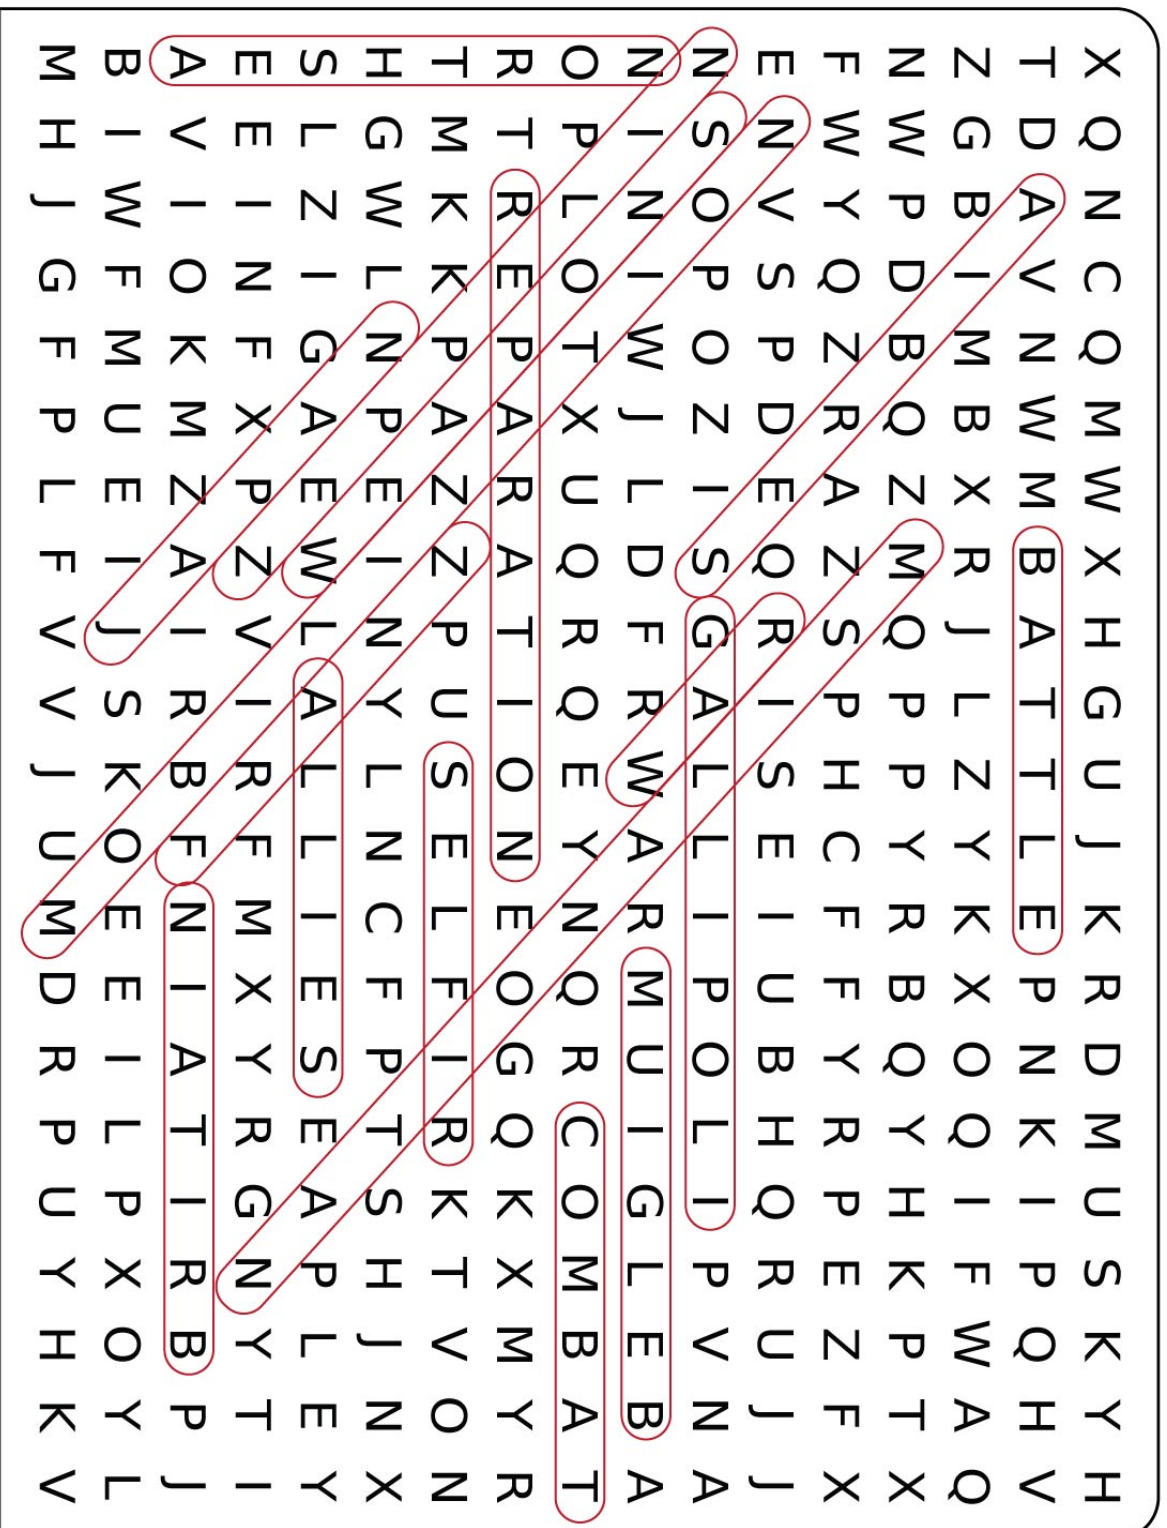 X Q N C Q M W X H G U J K R D M U S K Y H
T D A V N W M B A T T L E P N K I P Q H V
Z G B I M B X R J L Z Y K X O Q I F W A Q
N W P D B Q Z M Q P P Y R B Q Y H K P T X
F W Y Q Z R A Z S P H C F F Y R P E Z F X
E N V S P D E Q R I S E I U B H Q R U J J
N S O P O Z I S G A L L I P O L I P V N A
N I N I W J L D F R W A R M U I G L E B A
O P L O T X U Q R Q E Y N Q R C O M B A T
R T R E P A R A T I O N E O G Q K X M Y R
T M K K P A Z Z P U S E L F I R K T V O N
H G W L N P E I N Y L N C F P T S H J N X
S L Z I G A E W L A L L I E S E A P L E Y
E E I N F X P Z V I R F M X Y R G N Y T I
A V I O K M Z A I R B F N I A T I R B P J
B I W F M U E I J S K O E E I L P X O Y L
M H J G F P L F V V J U M D R P U Y H K V